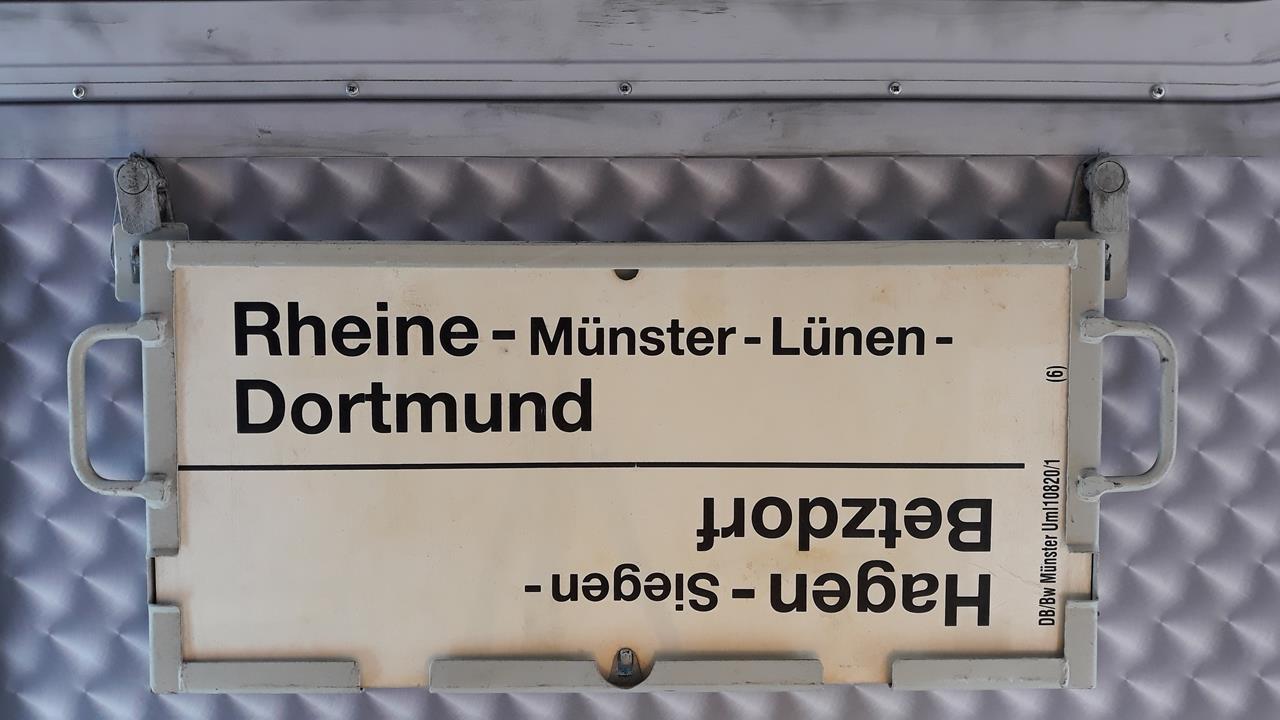 Rheine - Münster - Lünen -
Dortmund
Hagen - Siegen -
Betzdorf
DB/Bw Münster Uml10820/1 (6)